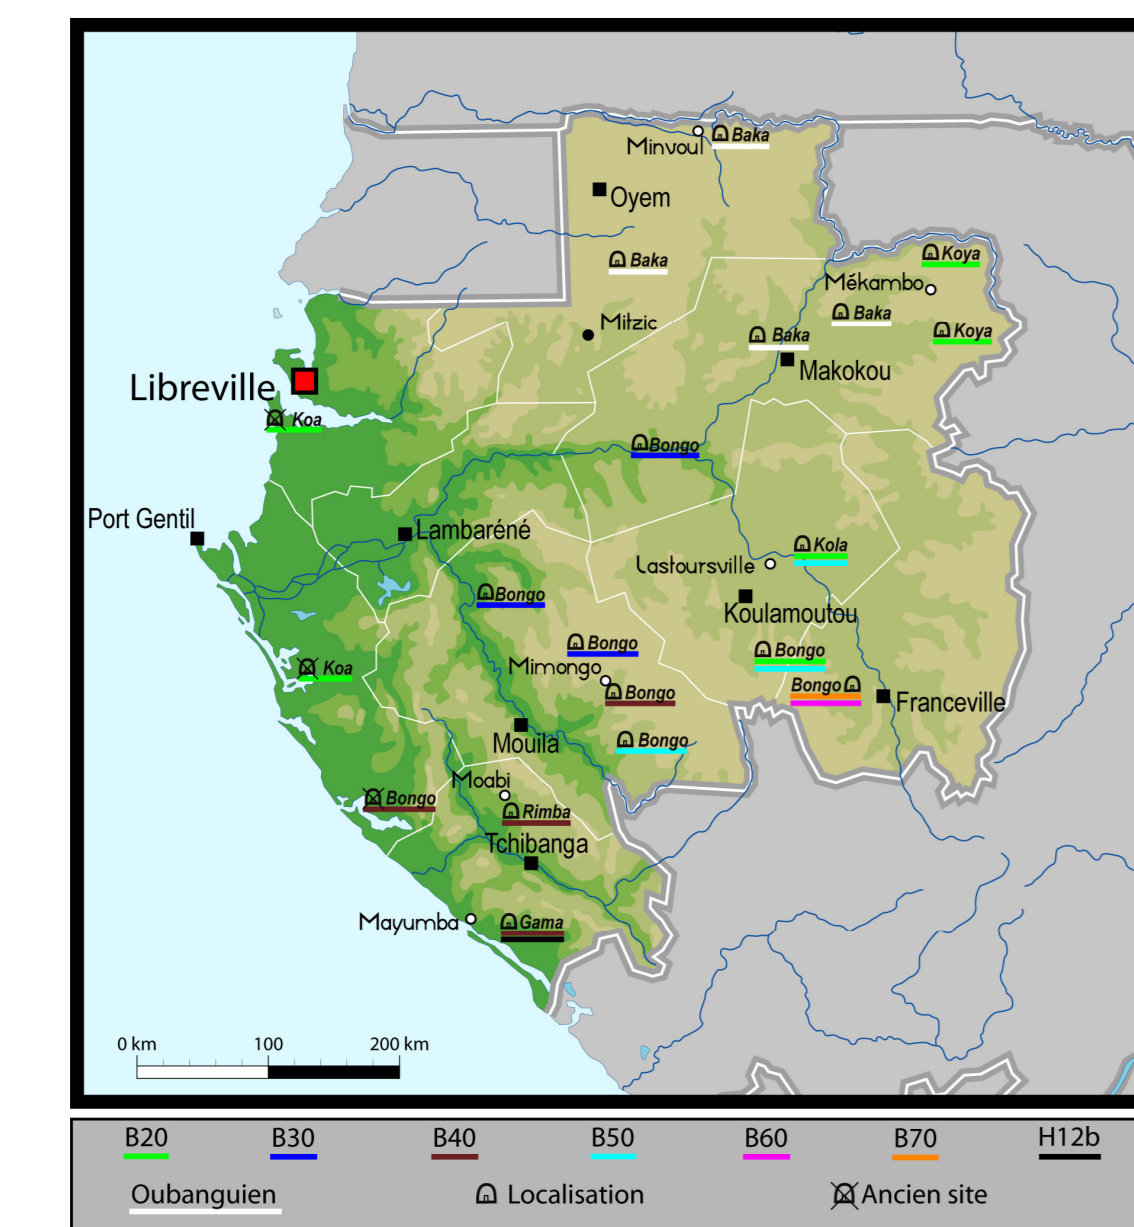 Minvoul
Baka
Oyem
Baka
Koya
Mékambo
Baka
Mitzic
Baka
Koya
Makokou
Libreville
Koa
Bongo
Port Gentil
Lambaréné
Kola
Lastoursville
Bongo
Koulamoutou
Bongo
Bongo
Koa
Mimongo
Bongo
Bongo
Franceville
Mouila
Bongo
Moabi
Bongo
Rimba
Tchibanga
Mayumba
Gama
0 km 100 200 km
B20 B30 B40 B50 B60 B70 H12b
Oubanguien Localisation Ancien site